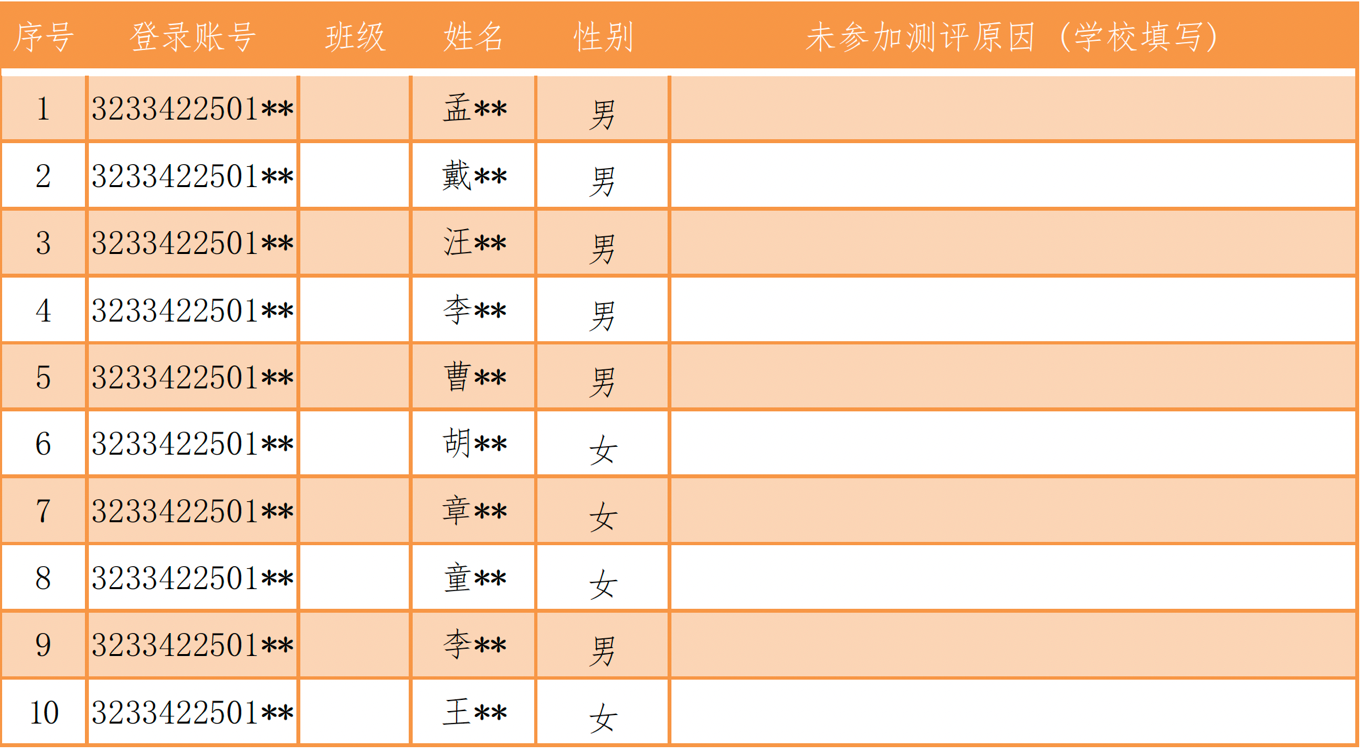 序号 登录账号 班级 姓名 性别 未参加测评原因（学校填写）
1 3233422501** 孟** 男
2 3233422501** 戴** 男
3 3233422501** 汪** 男
4 3233422501** 李** 男
5 3233422501** 曹** 男
6 3233422501** 胡** 女
7 3233422501** 章** 女
8 3233422501** 童** 女
9 3233422501** 李** 男
10 3233422501** 王** 女